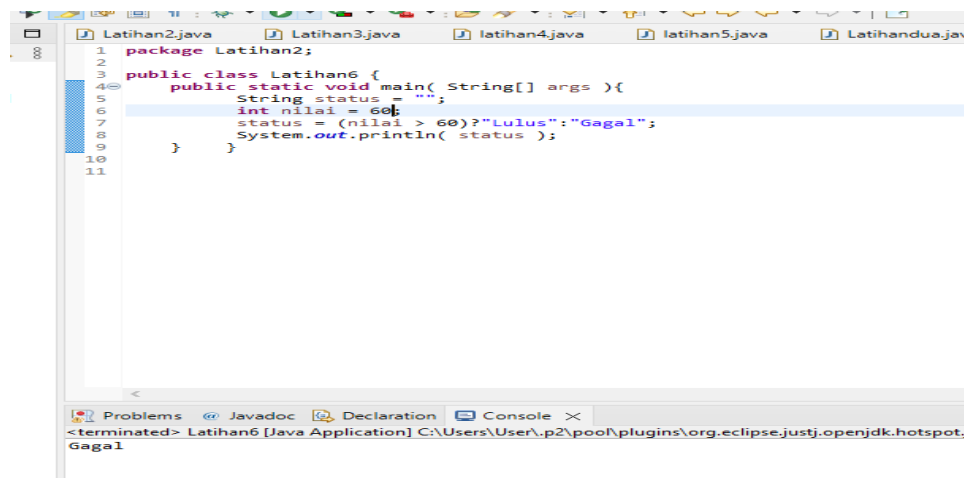 Latihan2.java Latihan3.java latihan4.java latihan5.java Latihandua.jav
8
1 package Latihan2;
2
3 public class Latihan6 {
4 public static void main( String[] args ){
5 String status = "";
6 int nilai = 60;
7 status = (nilai > 60)?"Lulus":"Gagal";
8 System.out.println( status );
9 } }
10
11
Problems @ Javadoc Declaration Console
<terminated> Latihan6 [Java Application] C:\Users\User\.p2\pool\plugins\org.eclipse.justj.openjdk.hotspot.
Gagal